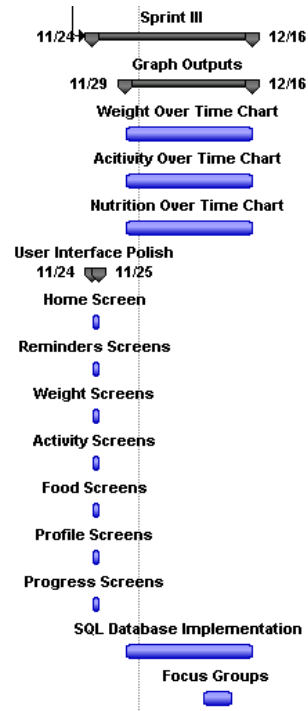 Sprint III
11/24 12/16
Graph Outputs
11/29 12/16
Weight Over Time Chart
Acitivity Over Time Chart
Nutrition Over Time Chart
User Interface Polish
11/24 11/25
Home Screen
Reminders Screens
Weight Screens
Activity Screens
Food Screens
Profile Screens
Progress Screens
SQL Database Implementation
Focus Groups